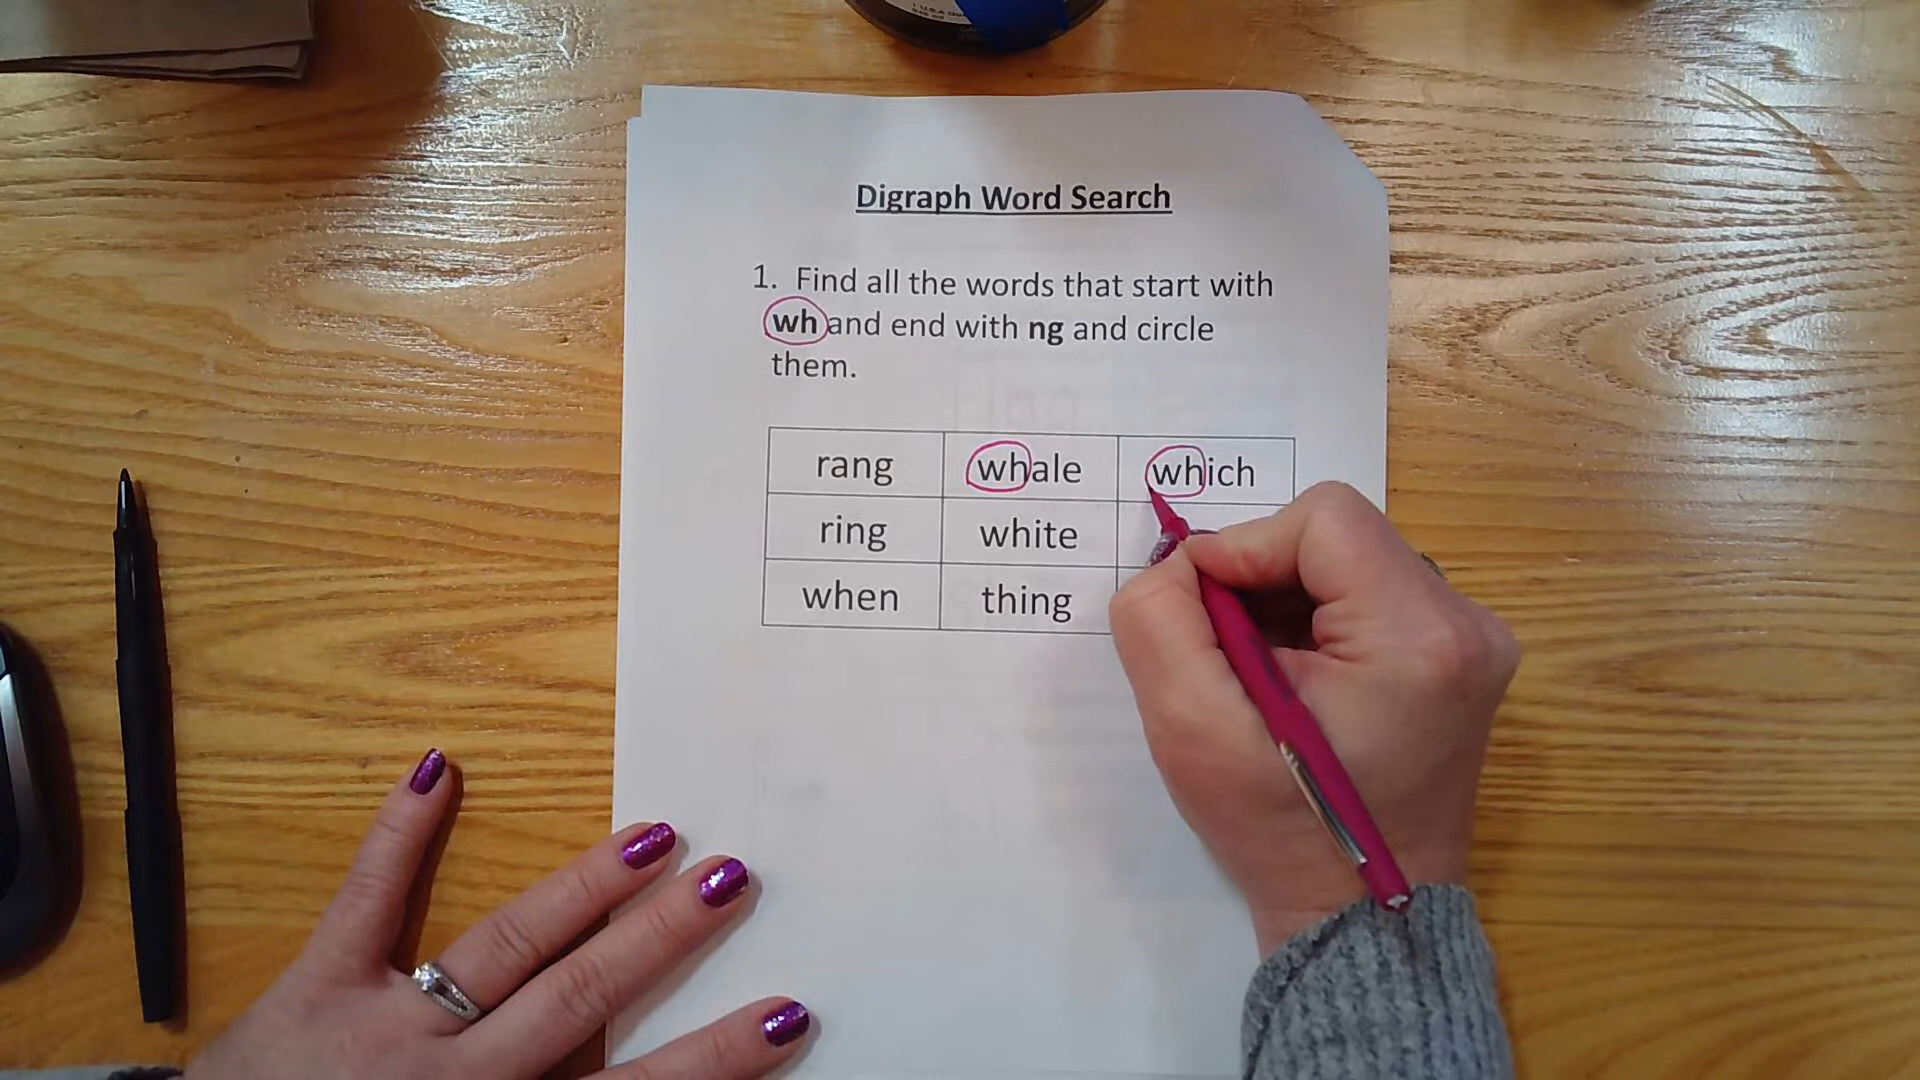 Digraph Word Search
1. Find all the words that start with
wh and end with ng and circle
them.
rang whale which
ring white
when thing